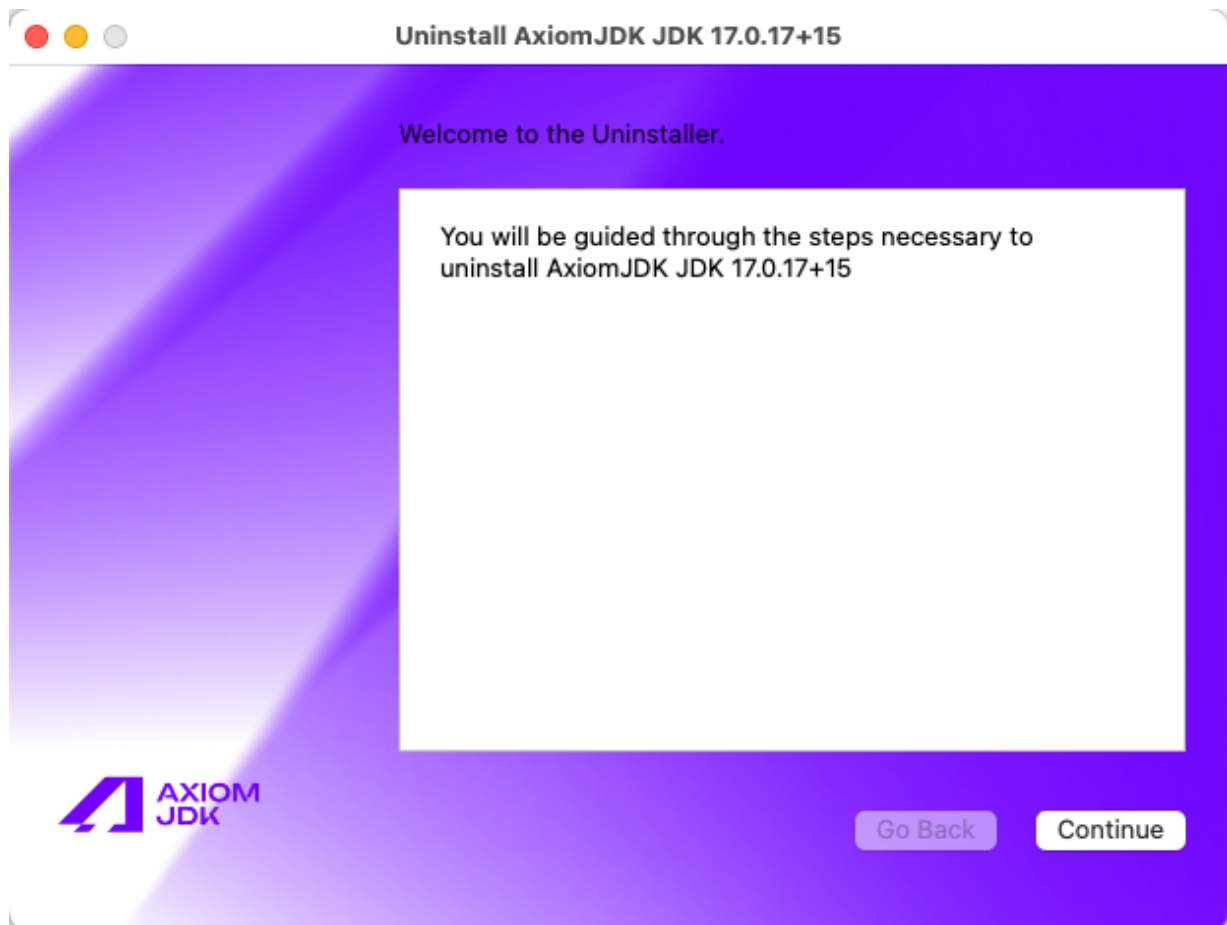 Uninstall AxiomJDK JDK 17.0.17+15
Welcome to the Uninstaller.
You will be guided through the steps necessary to
uninstall AxiomJDK JDK 17.0.17+15
AXIOM
JDK
Go Back
Continue